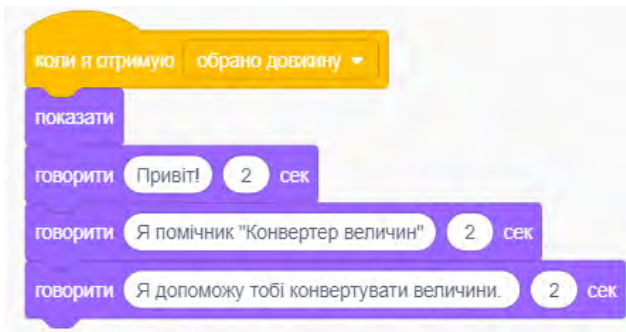 коли я отримую обрано довжину
показати
говорити Привіт! 2 сек
говорити Я помічник "Конвертер величин" 2 сек
говорити Я допоможу тобі конвертувати величини. 2 сек